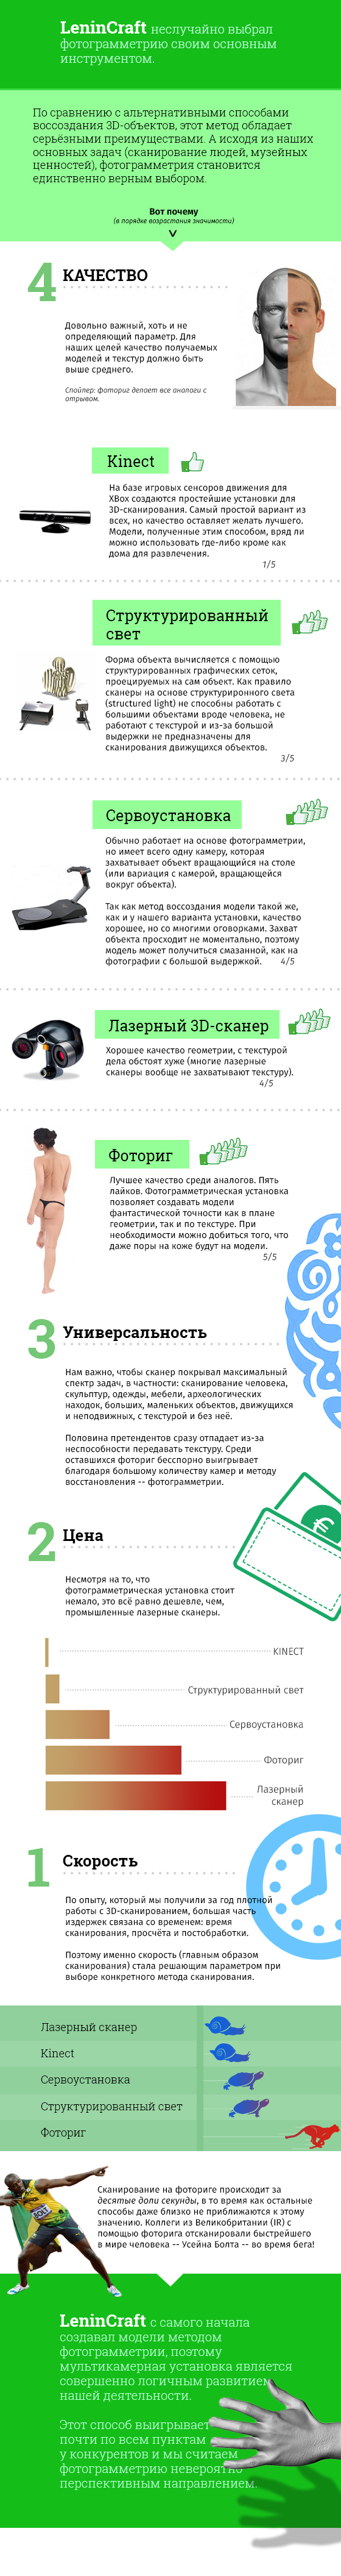 LeninCraft неслучайно выбрал
фотограмметрию своим основным
инструментом.
По сравнению с альтернативными способами
воссоздания 3D-объектов, этот метод обладает
серьёзными преимуществами. А исходя из наших
основных задач (сканирование людей, музейных
ценностей), фотограмметрия становится
единственно верным выбором.
Вот почему
(в порядке возрастания значимости)
4 КАЧЕСТВО
Довольно важный, хоть и не
определяющий параметр. Для
наших целей качество получаемых
моделей и текстур должно быть
выше среднего.
Спойлер: фоториг делает все аналоги с
отрывом.
Kinect
На базе игровых сенсоров движения для
XBox создаются простейшие установки для
3D-сканирования. Самый простой вариант из
всех, но качество оставляет желать лучшего.
Модели, полученные этим способом, вряд ли
можно использовать где-либо кроме как
дома для развлечения.
1/5
Структурированный
свет
Форма объекта вычисляется с помощью
структурированных графических сеток,
проецируемых на сам объект. Как правило
сканеры на основе структуриронного света
(structured light) не способны работать с
большими объектами вроде человека, не
работают с текстурой и из-за большой
выдержки не предназначены для
сканирования движущихся объектов.
3/5
Сервоустановка
Обычно работает на основе фотограмметрии,
но имеет всего одну камеру, которая
захватывает объект вращающийся на столе
(или вариация с камерой, вращающейся
вокруг объекта).
Так как метод воссоздания модели такой же,
как и у нашего варианта установки, качество
хорошее, но со многими оговорками. Захват
объекта просходит не моментально, поэтому
модель может получиться смазанной, как на
фотографии с большой выдержкой. 4/5
Лазерный 3D-сканер
Хорошее качество геометрии, с текстурой
дела обстоят хуже (многие лазерные
сканеры вообще не захватывают текстуру).
4/5
Фоториг
Лучшее качество среди аналогов. Пять
лайков. Фотограмметрическая установка
позволяет создавать модели
фантастической точности как в плане
геометрии, так и по текстуре. При
необходимости можно добиться того, что
даже поры на коже будут на модели.
5/5
3 Универсальность
Нам важно, чтобы сканер покрывал максимальный
спектр задач, в частности: сканирование человека,
скульптур, одежды, мебели, археологических
находок, больших, маленьких объектов, движущихся
и неподвижных, с текстурой и без неё.
Половина претендентов сразу отпадает из-за
неспособности передавать текстуру. Среди
оставшихся фоториг бесспорно выигрывает
благодаря большому количеству камер и методу
восстановления -- фотограмметрии.
2 Цена
€
Несмотря на то, что
фотограмметрическая установка стоит
немало, это всё равно дешевле, чем,
промышленные лазерные сканеры.
KINECT
Структурированный свет
Сервоустановка
Фоториг
Лазерный
сканер
1 Скорость
По опыту, который мы получили за год плотной
работы с 3D-сканированием, большая часть
издержек связана со временем: время
сканирования, просчёта и постобработки.
Поэтому именно скорость (главным образом
сканирования) стала решающим параметром при
выборе конкретного метода сканирования.
Лазерный сканер
Kinect
Сервоустановка
Структурированный свет
Фоториг
BOLT
Сканирование на фоториге происходит за
десятые доли секунды, в то время как остальные
способы даже близко не приближаются к этому
значению. Коллеги из Великобритании (IR) с
помощью фоторига отсканировали быстрейшего
в мире человека -- Усейна Болта -- во время бега!
LeninCraft с самого начала
создавал модели методом
фотограмметрии, поэтому
мультикамерная установка является
совершенно логичным развитием
нашей деятельности.
Этот способ выигрывает
почти по всем пунктам
у конкурентов и мы считаем
фотограмметрию невероятно
перспективным направлением.